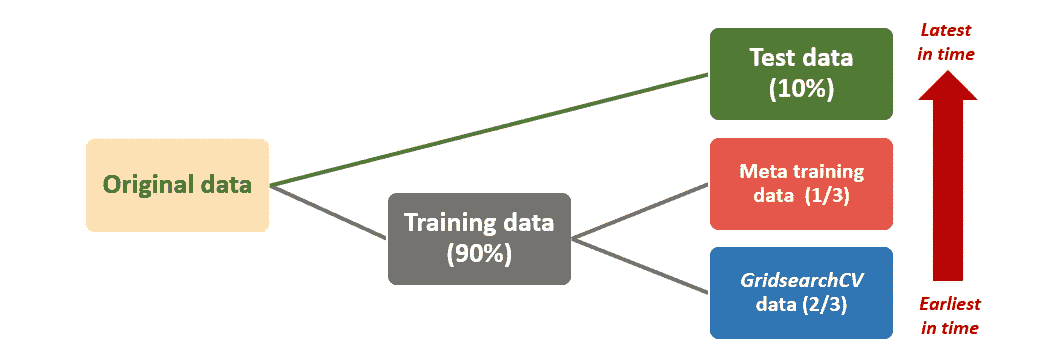 Original data
Training data
(90%)
Test data
(10%)
Meta training
data (1/3)
GridsearchCV
data (2/3)
Latest
in time
Earliest
in time